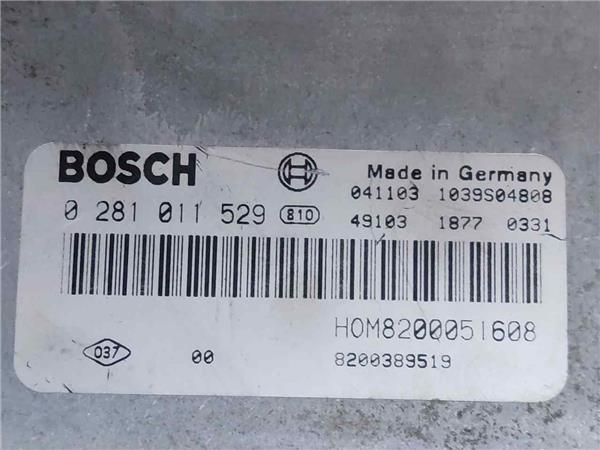 BOSCH
Made in Germany
041103 1039S04808
0 281 011 529 810
49103 1877 0331
HOM8200051608
037 00 8200389519